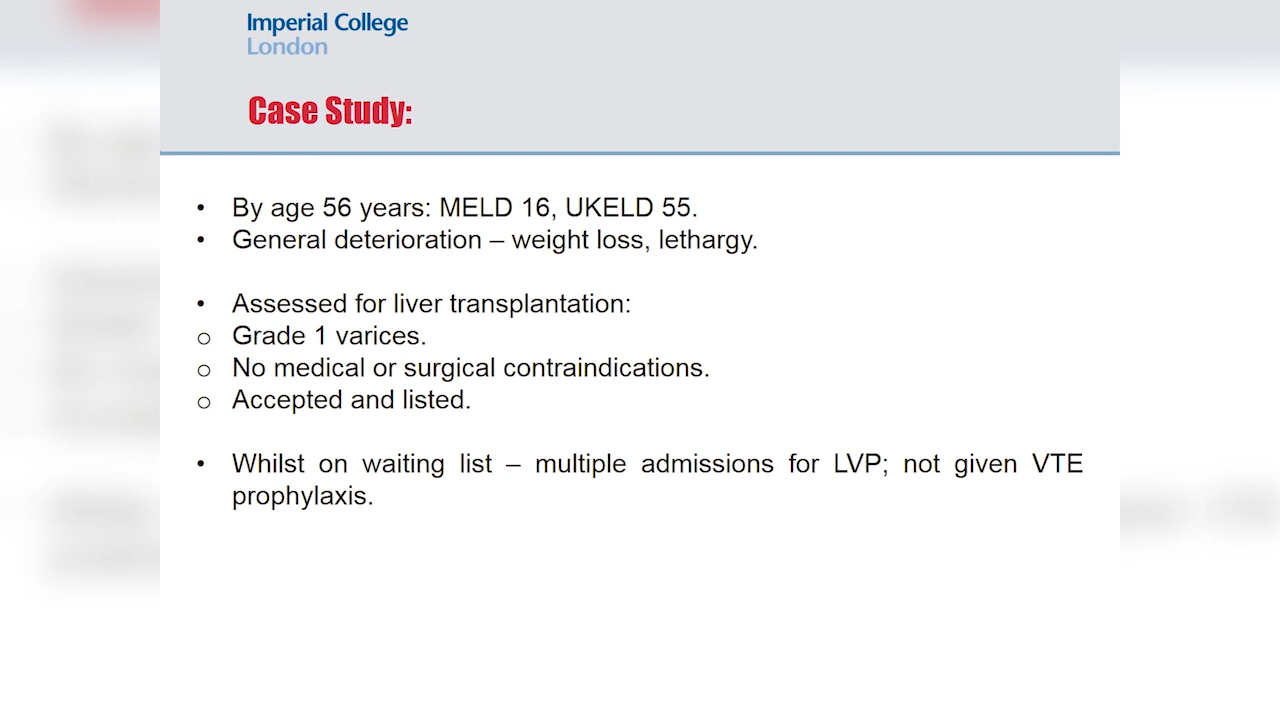 Imperial College
London
Case Study:
• By age 56 years: MELD 16, UKELD 55.
• General deterioration – weight loss, lethargy.
• Assessed for liver transplantation:
o Grade 1 varices.
o No medical or surgical contraindications.
o Accepted and listed.
• Whilst on waiting list – multiple admissions for LVP; not given VTE
prophylaxis.